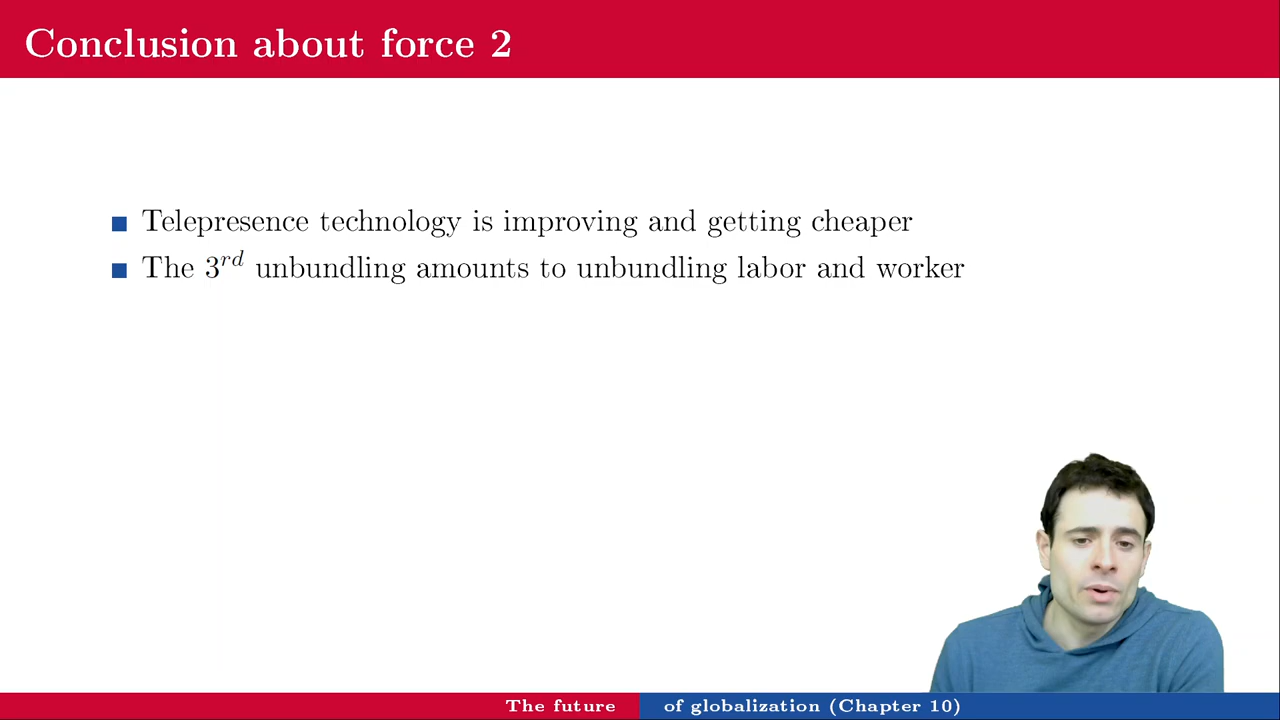 Conclusion about force 2
Telepresence technology is improving and getting cheaper
The 3rd unbundling amounts to unbundling labor and worker
The future of globalization (Chapter 10)